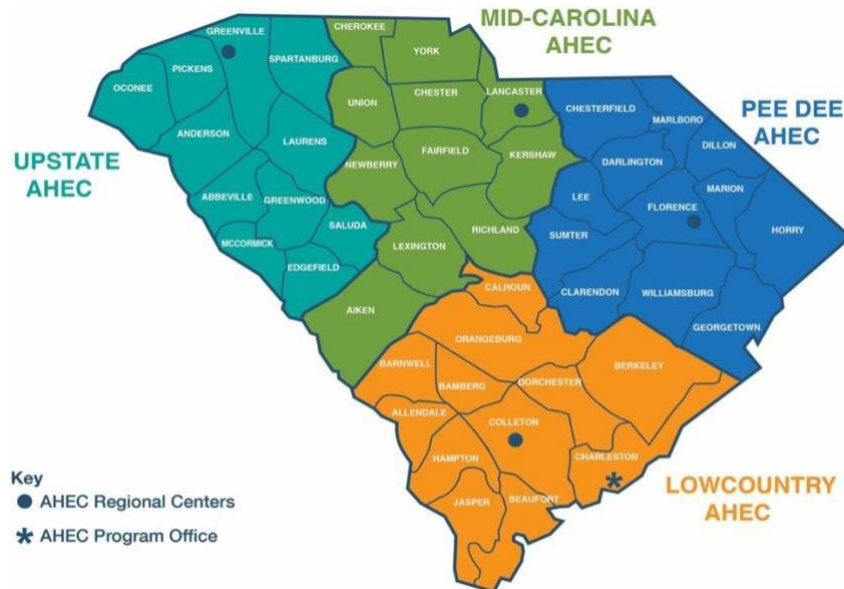 MID-CAROLINA
AHEC
PEE DEE
AHEC
UPSTATE
AHEC
LOWCOUNTRY
AHEC
GREENVILLE
CHEROKEE
YORK
SPARTANBURG
PICKENS
OCONEE
UNION
CHESTER
LANCASTER
CHESTERFIELD
MARLBORO
ANDERSON
LAURENS
DILLON
NEWBERRY
FAIRFIELD
KERSHAW
DARLINGTON
MARION
ABBEVILLE
GREENWOOD
LEE
FLORENCE
SALUDA
RICHLAND
SUMTER
HORRY
MCCORMICK
LEXINGTON
EDGEFIELD
CALHOUN
CLARENDON
WILLIAMSBURG
AIKEN
GEORGETOWN
ORANGEBURG
BARNWELL
BERKELEY
BAMBERG
DORCHESTER
ALLENDALE
COLLETON
HAMPTON
CHARLESTON
JASPER
BEAUFORT
Key
AHEC Regional Centers
* AHEC Program Office